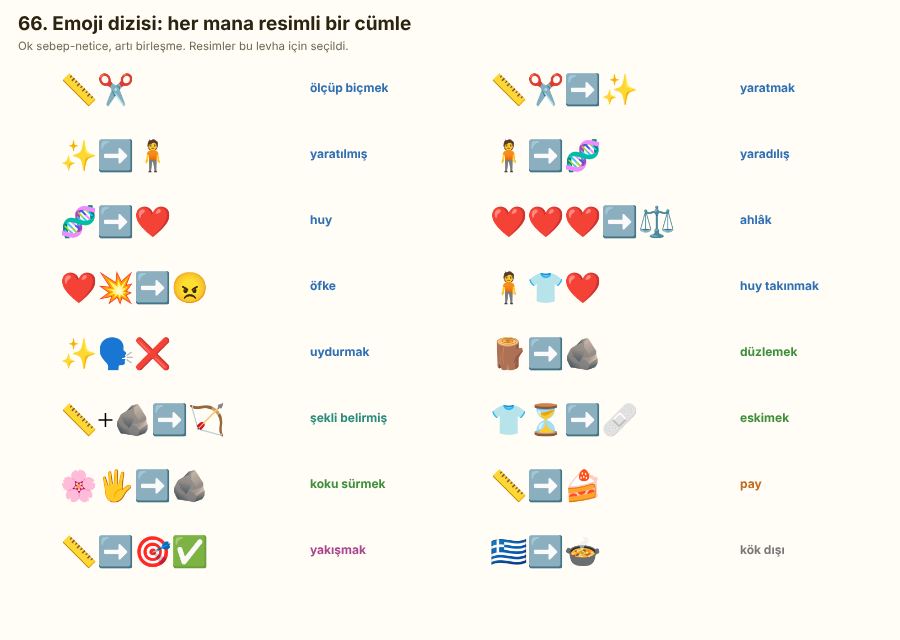 66. Emoji dizisi: her mana resimli bir cümle
Ok sebep-netice, artı birleşme. Resimler bu levha için seçildi.
ölçüp biçmek
yaratmak
yaratılmış
yaradılış
huy
ahlâk
öfke
huy takınmak
uydurmak
düzlemek
+
şekli belirmiş
eskimek
koku sürmek
pay
yakışmak
kök dışı